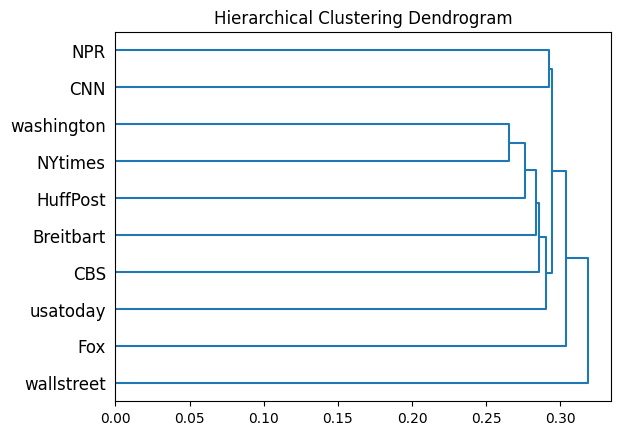 Hierarchical Clustering Dendrogram
NPR
CNN
washington
NYtimes
HuffPost
Breitbart
CBS
usatoday
Fox
wallstreet
0.00 0.05 0.10 0.15 0.20 0.25 0.30